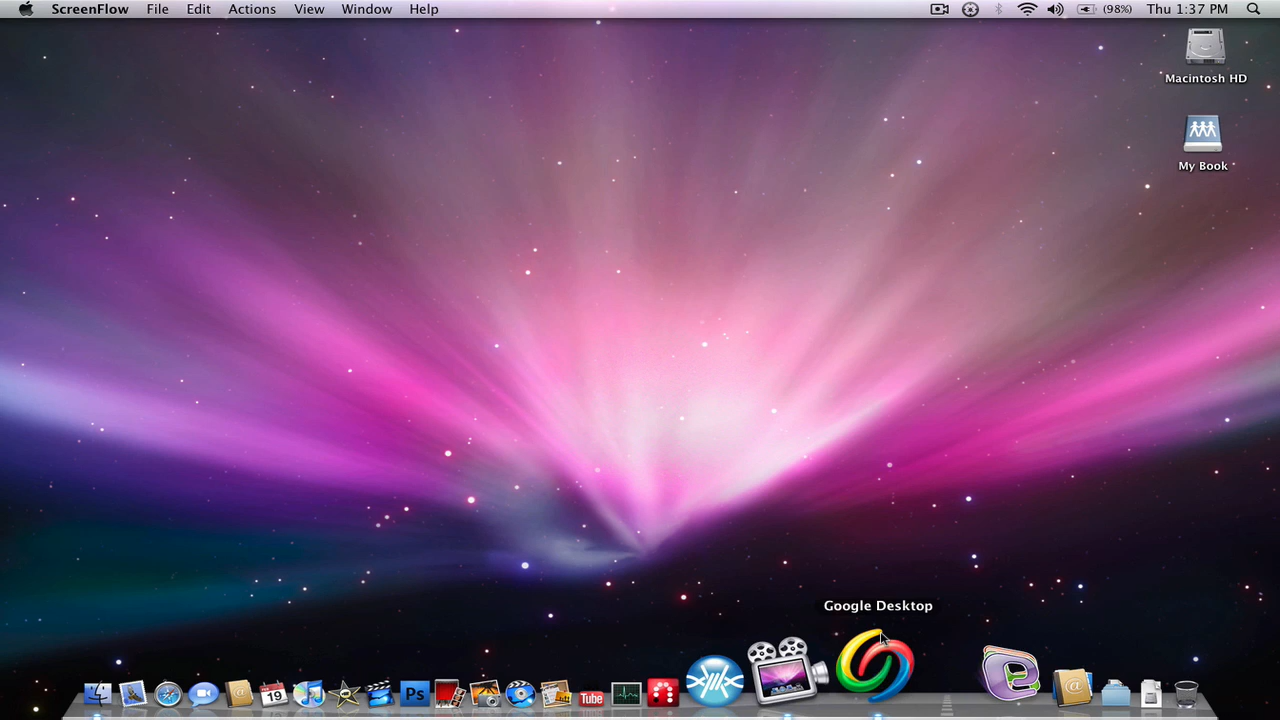 ScreenFlow File Edit Actions View Window Help (98%) Thu 1:37 PM
Macintosh HD
My Book
Google Desktop
19
Ps
Tube